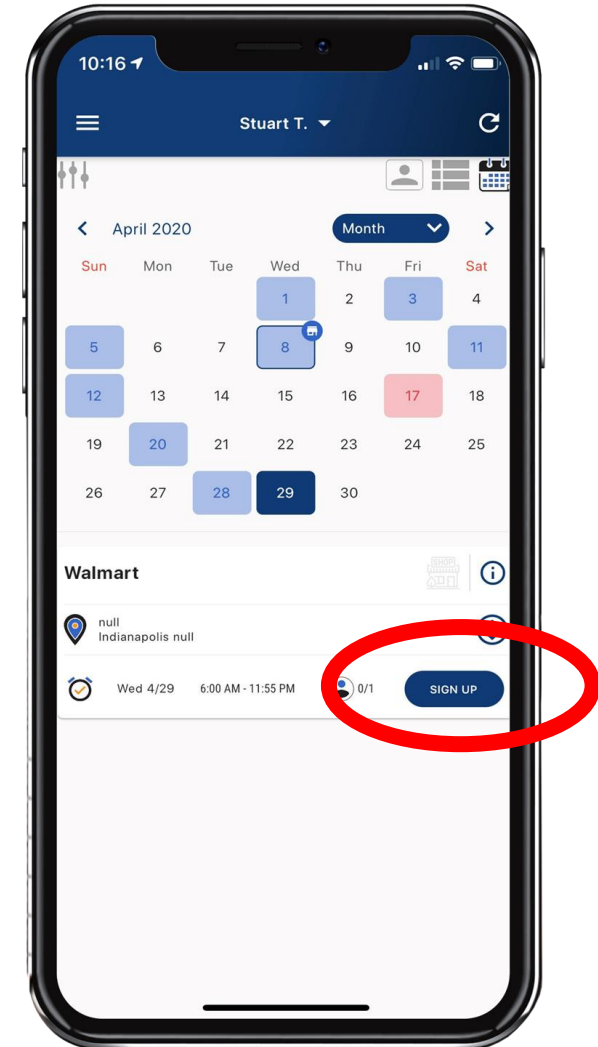 10:16
Stuart T.
April 2020 Month
Sun Mon Tue Wed Thu Fri Sat
1 2 3 4
5 6 7 8 9 10 11
12 13 14 15 16 17 18
19 20 21 22 23 24 25
26 27 28 29 30
Walmart SHOP
null
Indianapolis null
Wed 4/29 6:00 AM - 11:55 PM 0/1 SIGN UP